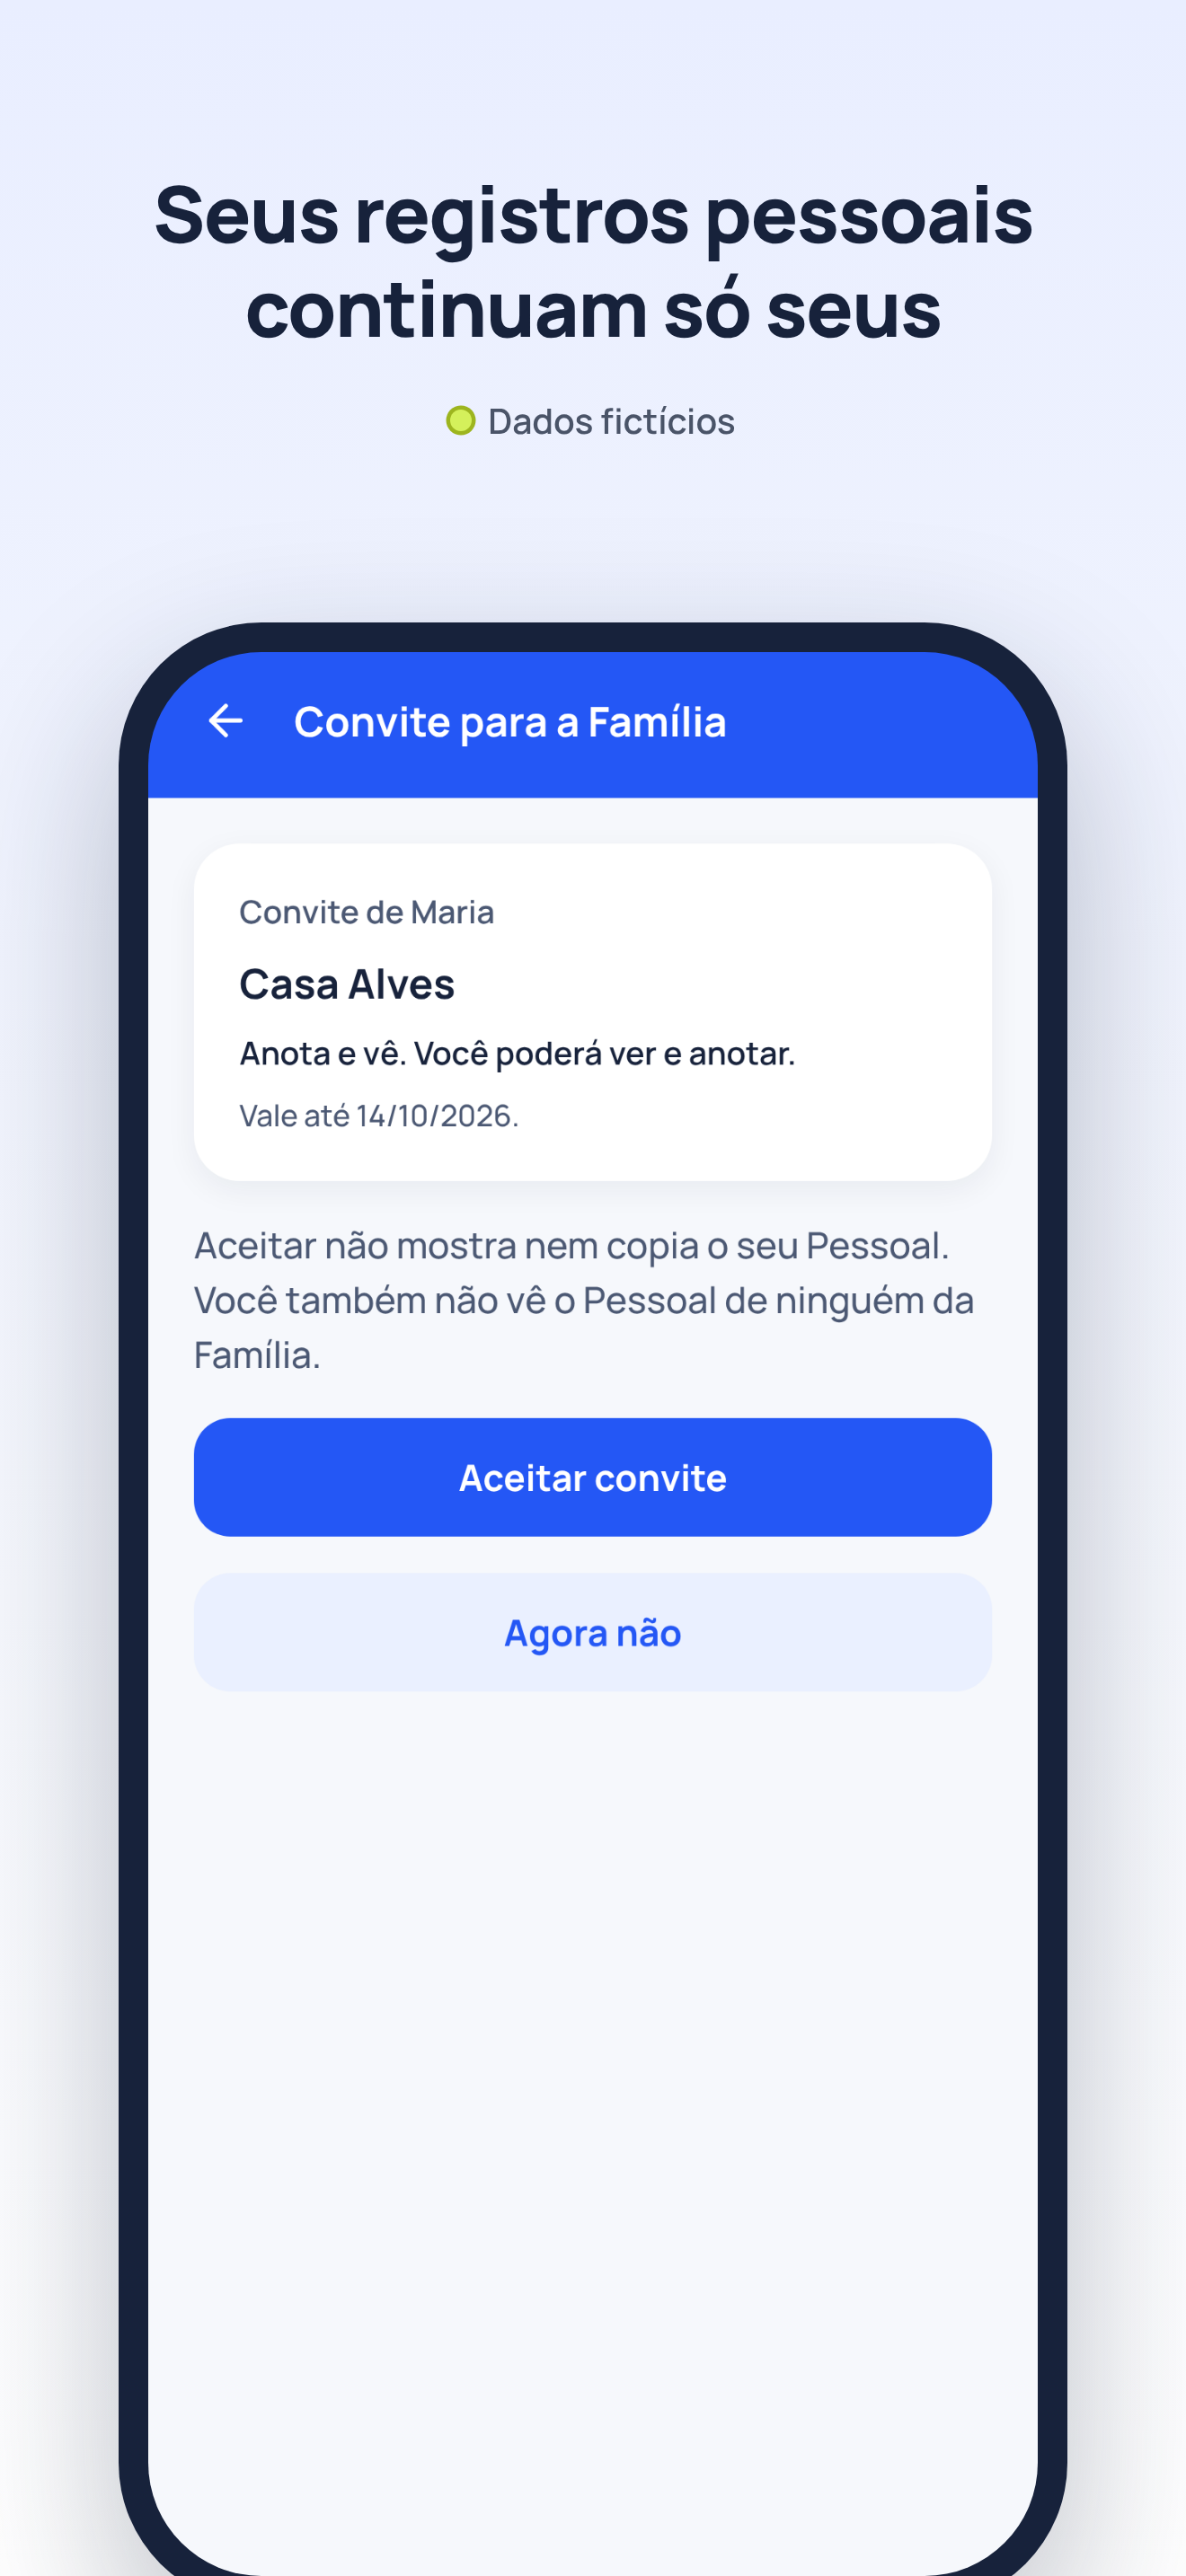 Seus registros pessoais
continuam só seus
Dados fictícios
Convite para a Família
Convite de Maria
Casa Alves
Anota e vê. Você poderá ver e anotar.
Vale até 14/10/2026.
Aceitar não mostra nem copia o seu Pessoal.
Você também não vê o Pessoal de ninguém da
Família.
Aceitar convite
Agora não